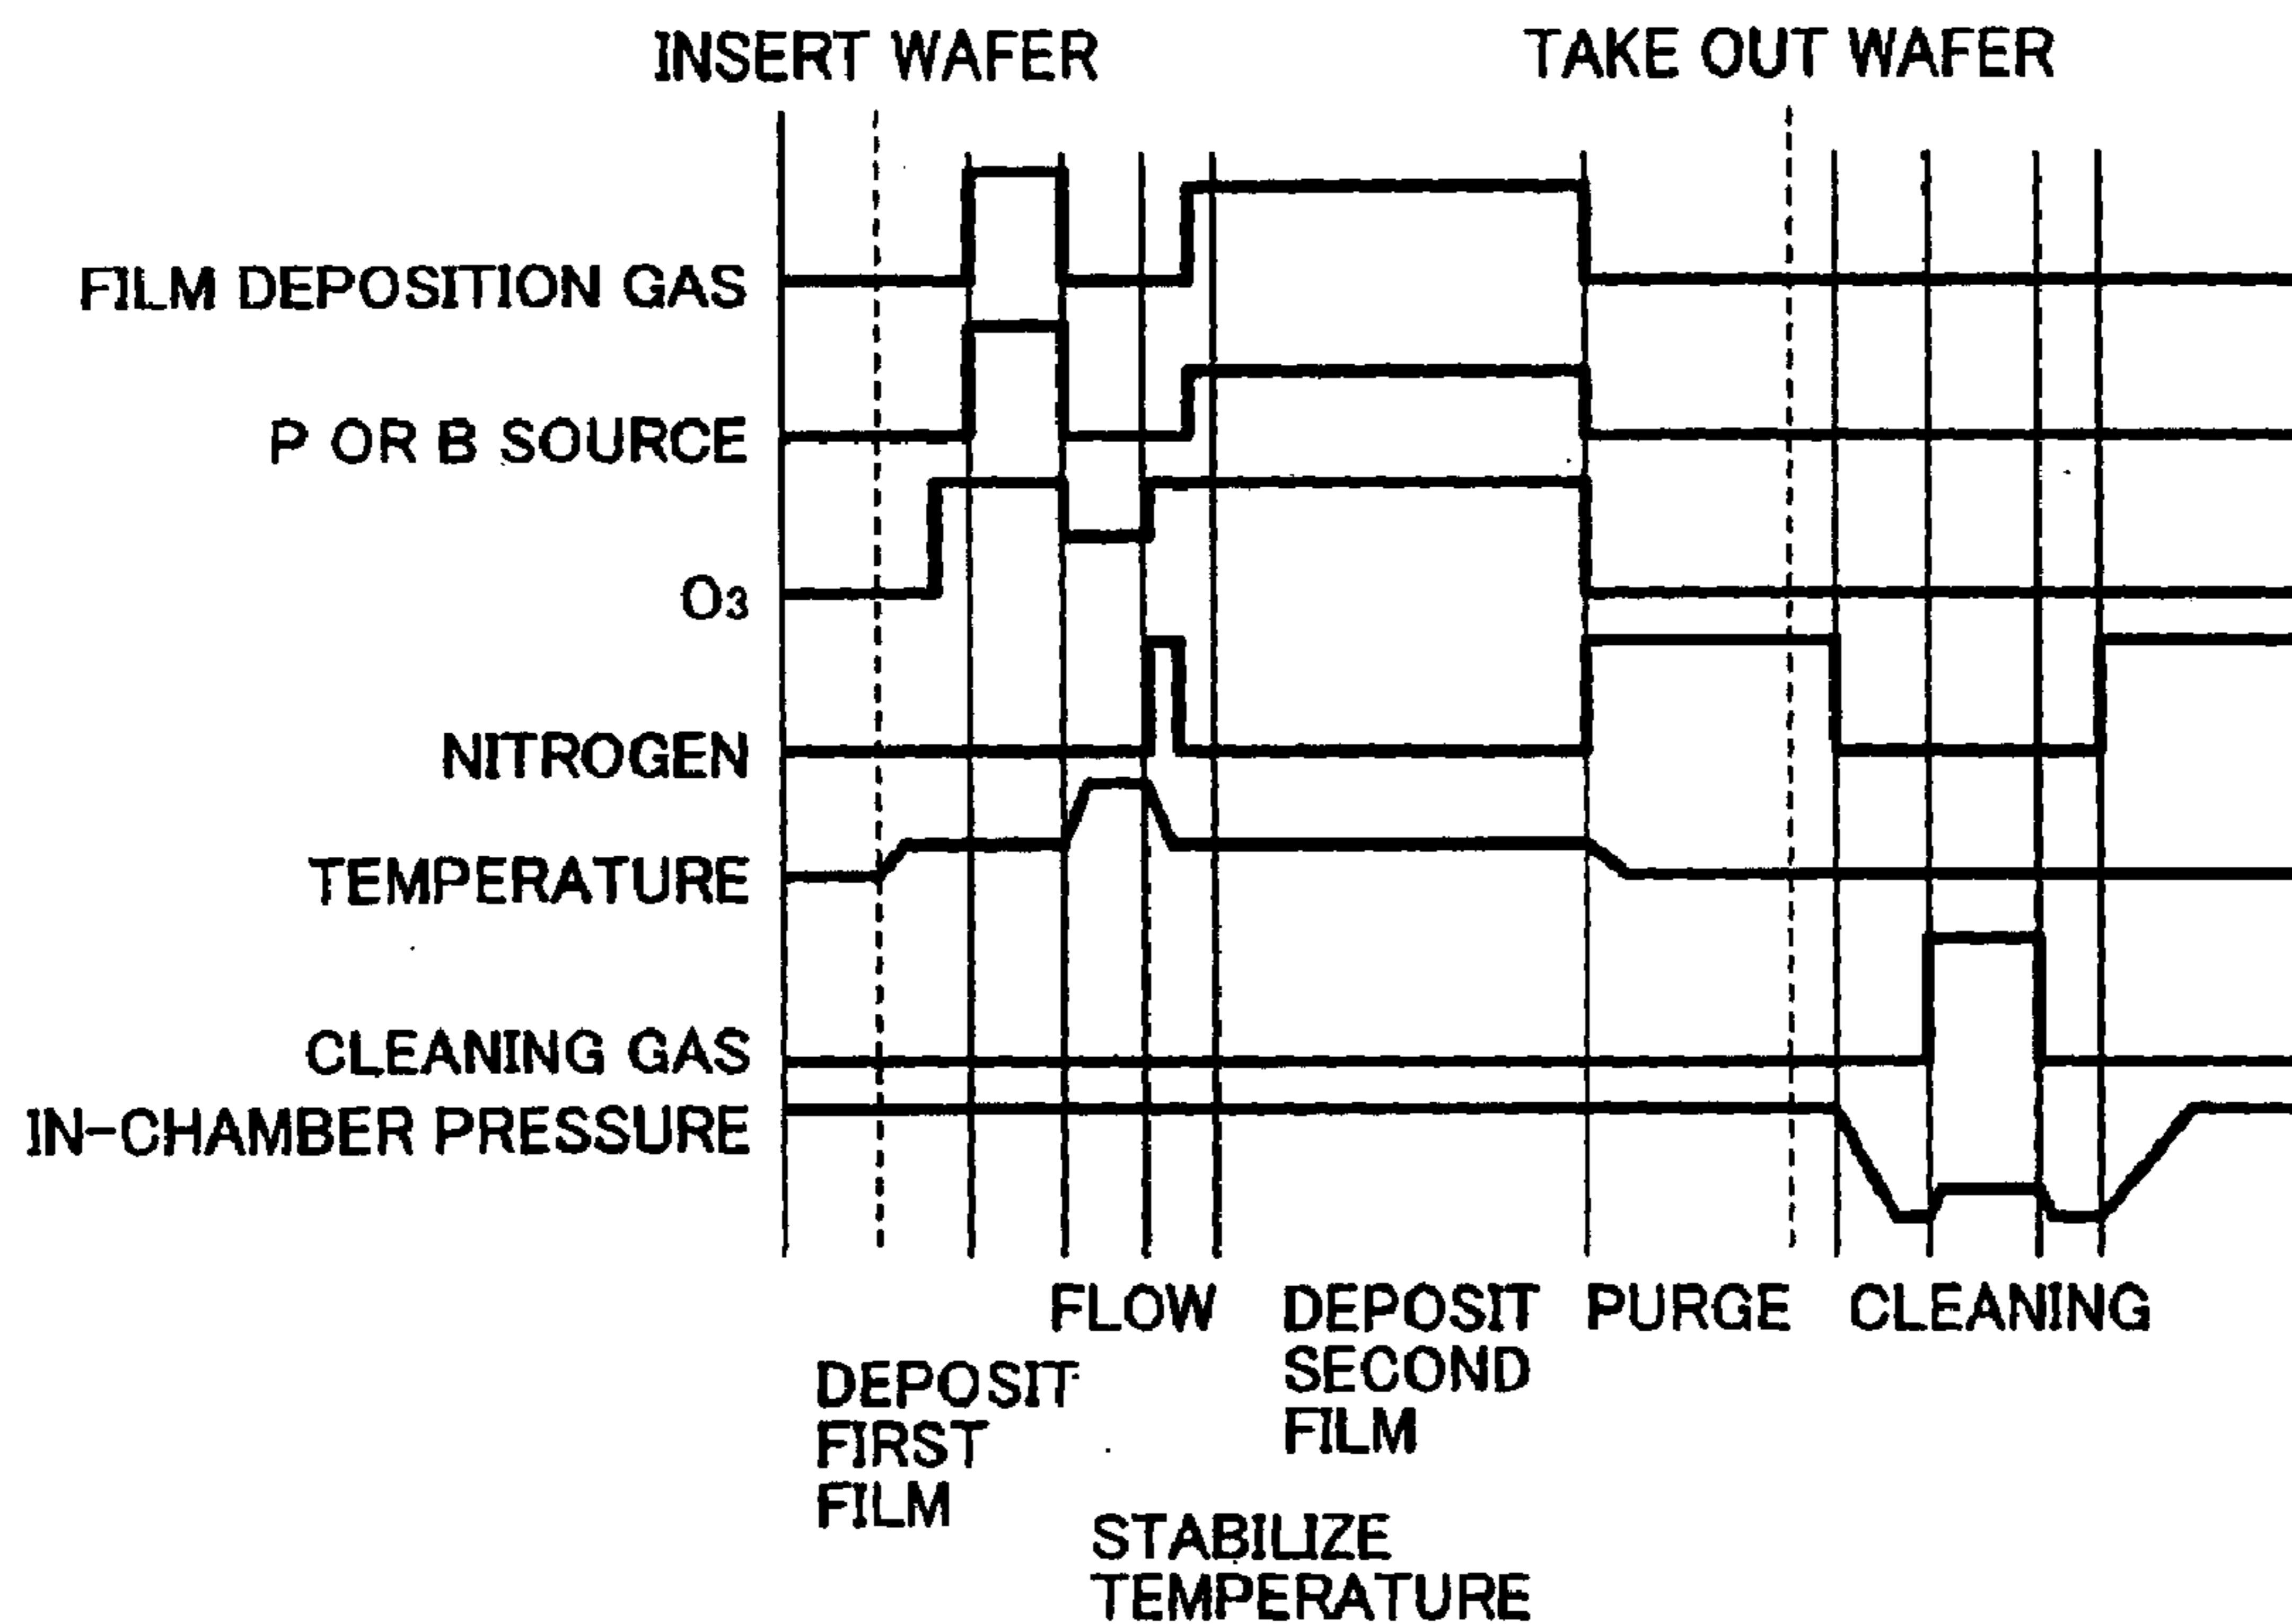 INSERT WAFER
TAKE OUT WAFER
FILM DEPOSITION GAS
P OR B SOURCE
O3
NITROGEN
TEMPERATURE
CLEANING GAS
IN-CHAMBER PRESSURE
FLOW
DEPOSIT
SECOND
FILM
PURGE
CLEANING
DEPOSIT
FIRST
FILM
STABILIZE
TEMPERATURE